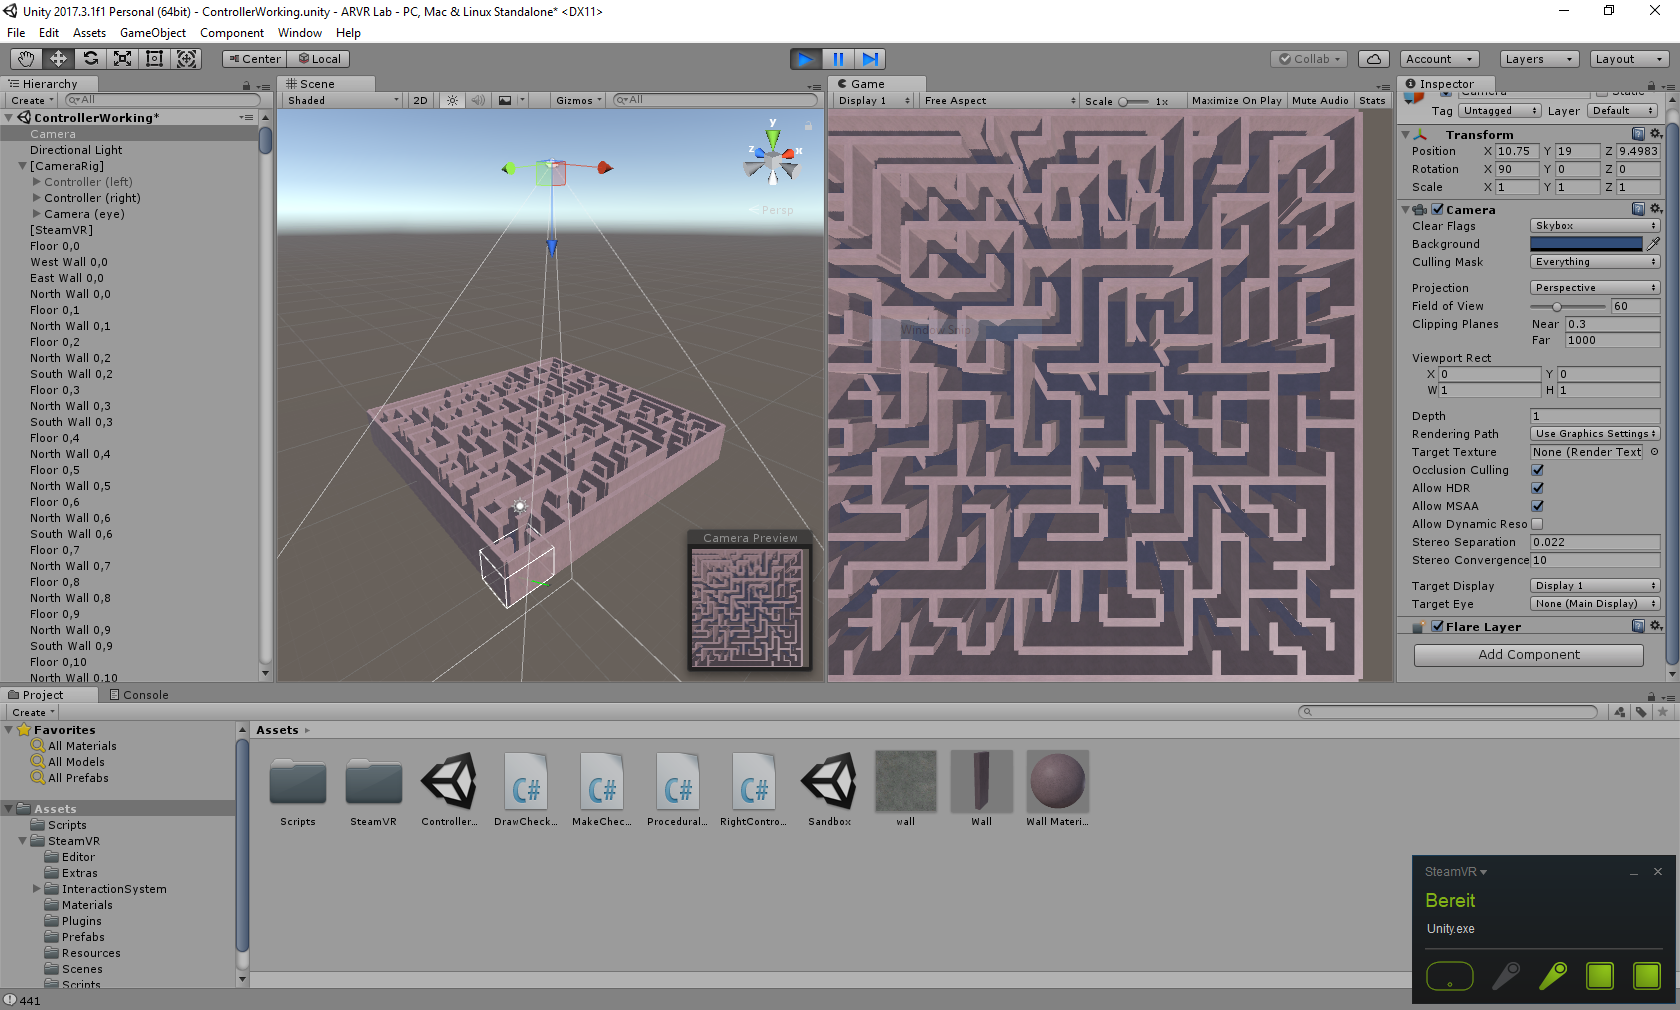 Unity 2017.3.1f1 Personal (64bit) - ControllerWorking.unity - ARVR Lab - PC, Mac & Linux Standalone* <DX11>
File Edit Assets GameObject Component Window Help
Center Local
Collab Account Layers Layout
Hierarchy
Create All
ControllerWorking*
Camera
Directional Light
[CameraRig]
Controller (left)
Controller (right)
Camera (eye)
[SteamVR]
Floor 0,0
West Wall 0,0
East Wall 0,0
North Wall 0,0
Floor 0,1
North Wall 0,1
Floor 0,2
North Wall 0,2
South Wall 0,2
Floor 0,3
North Wall 0,3
South Wall 0,3
Floor 0,4
North Wall 0,4
Floor 0,5
North Wall 0,5
Floor 0,6
North Wall 0,6
South Wall 0,6
Floor 0,7
North Wall 0,7
Floor 0,8
North Wall 0,8
Floor 0,9
North Wall 0,9
South Wall 0,9
Floor 0,10
North Wall 0,10
Scene
Shaded 2D Gizmos All
y
z x
Persp
Camera Preview
Game
Display 1 Free Aspect Scale 1x Maximize On Play Mute Audio Stats
Window Snip
Inspector
Camera Static
Tag Untagged Layer Default
Transform
Position X 10.75 Y 19 Z 9.4983
Rotation X 90 Y 0 Z 0
Scale X 1 Y 1 Z 1
Camera
Clear Flags Skybox
Background
Culling Mask Everything
Projection Perspective
Field of View 60
Clipping Planes Near 0.3
Far 1000
Viewport Rect
X 0 Y 0
W 1 H 1
Depth 1
Rendering Path Use Graphics Settings
Target Texture None (Render Text
Occlusion Culling
Allow HDR
Allow MSAA
Allow Dynamic Reso
Stereo Separation 0.022
Stereo Convergence 10
Target Display Display 1
Target Eye None (Main Display)
Flare Layer
Add Component
Project Console
Create
Favorites
All Materials
All Models
All Prefabs
Assets
Scripts
SteamVR
Editor
Extras
InteractionSystem
Materials
Plugins
Prefabs
Resources
Scenes
Scripts
Assets
C# C# C# C#
Scripts SteamVR Controller... DrawCheck... MakeChec... Procedural... RightContro... Sandbox wall Wall Wall Materi...
SteamVR
Bereit
Unity.exe
441